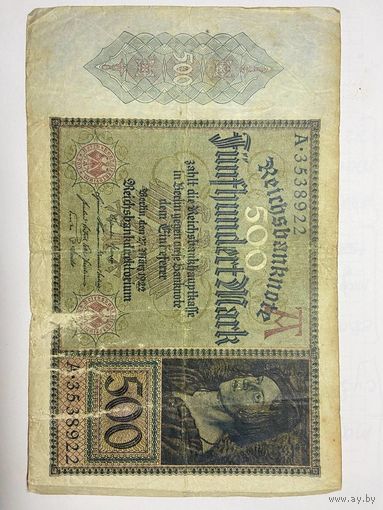 A·3538922
Reichsbanknote
500
Fünfhundert Mark
zahlt die Reichsbankhauptkasse
in Berlin gegen diese Banknote
dem Einlieferer
Berlin, den 27. März 1922
Reichsbankdirektorium
500
500
A·3538922
www.ay.by